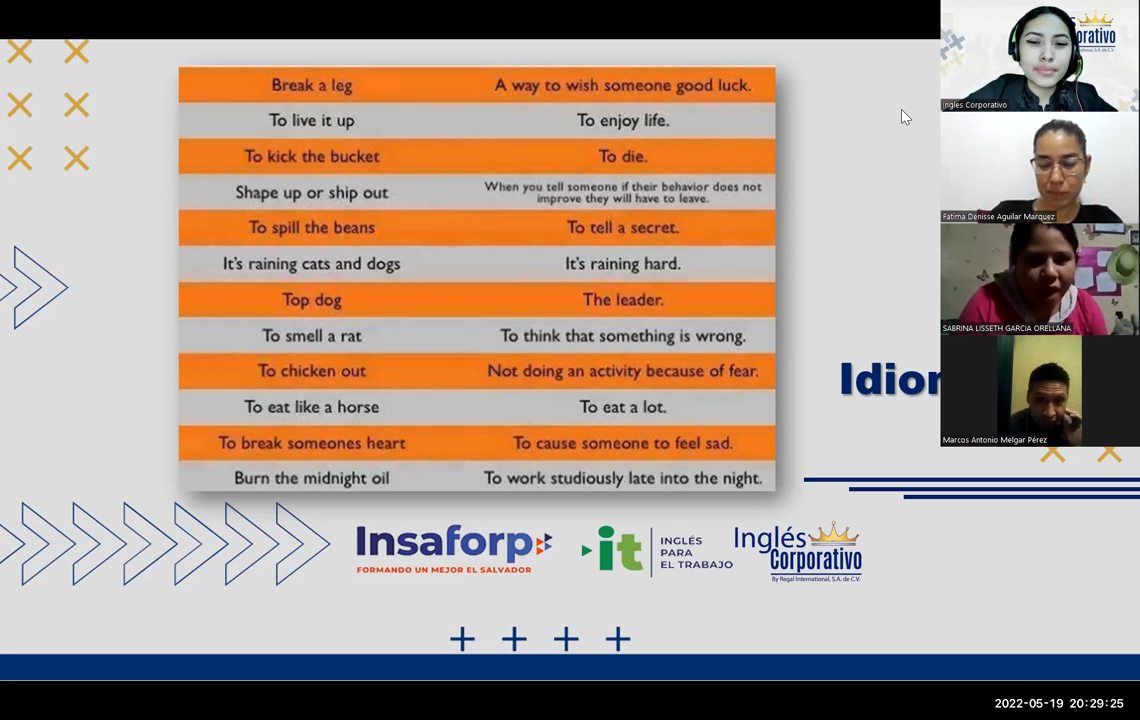 Break a leg A way to wish someone good luck.
To live it up To enjoy life.
To kick the bucket To die.
Shape up or ship out When you tell someone if their behavior does not
improve they will have to leave.
To spill the beans To tell a secret.
It's raining cats and dogs It's raining hard.
Top dog The leader.
To smell a rat To think that something is wrong.
To chicken out Not doing an activity because of fear.
To eat like a horse To eat a lot.
To break someones heart To cause someone to feel sad.
Burn the midnight oil To work studiously late into the night.
Idior
Ingles Corporativo
Fatima Denisse Aguilar Marquez
SABRINA LISSETH GARCIA ORELLANA
Marcos Antonio Melgar Pérez
Insaforp
FORMANDO UN MEJOR EL SALVADOR
it
INGLÉS
PARA
EL TRABAJO
Inglés
Corporativo
By Regal International, S.A. de C.V.
2022-05-19 20:29:25